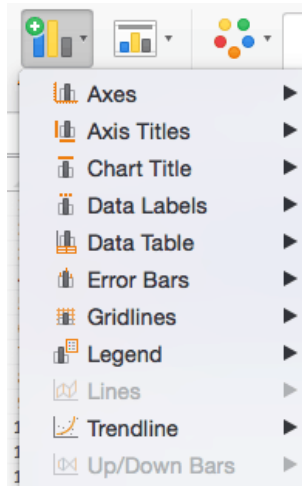 Axes
Axis Titles
Chart Title
Data Labels
Data Table
Error Bars
Gridlines
Legend
Lines
Trendline
Up/Down Bars